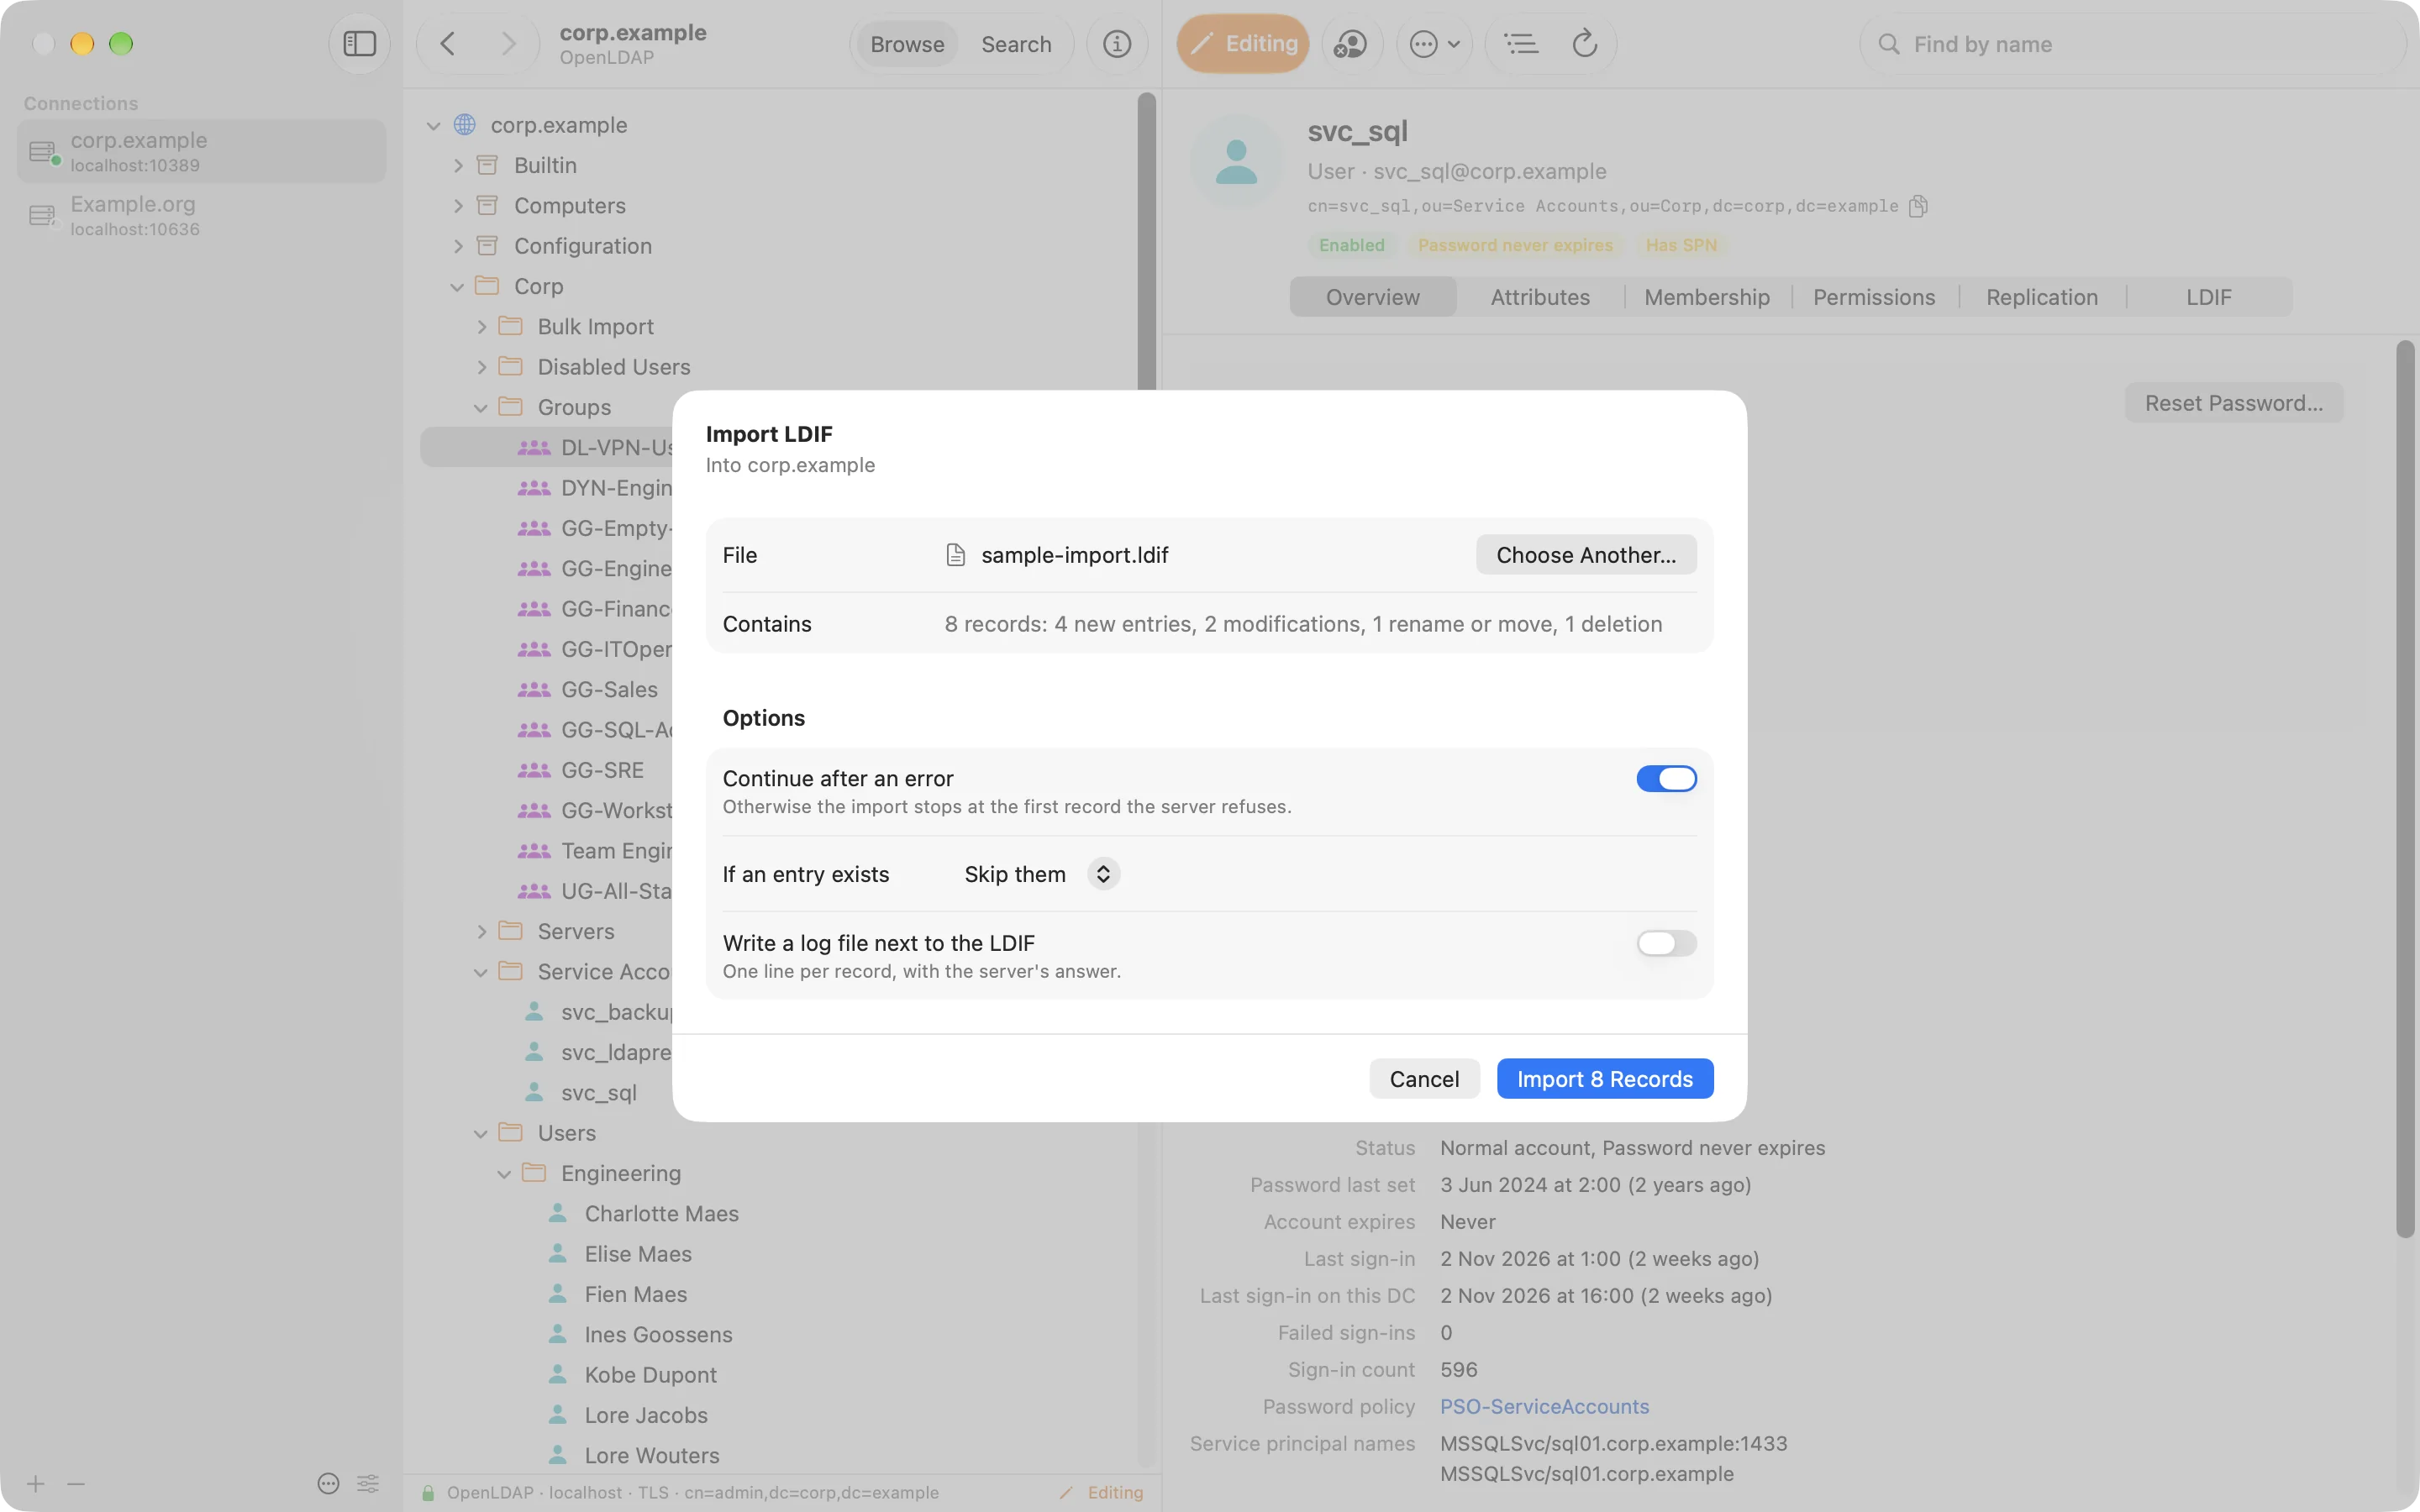 Connections
corp.example
localhost:10389
Example.org
localhost:10636
corp.example
OpenLDAP
Browse
Search
corp.example
Builtin
Computers
Configuration
Corp
Bulk Import
Disabled Users
Groups
DL-VPN-Us
DYN-Engin
GG-Empty-
GG-Engine
GG-Financ
GG-ITOper
GG-Sales
GG-SQL-A
GG-SRE
GG-Workst
Team Engin
UG-All-Sta
Servers
Service Acco
svc_backu
svc_ldapre
svc_sql
Users
Engineering
Charlotte Maes
Elise Maes
Fien Maes
Ines Goossens
Kobe Dupont
Lore Jacobs
Lore Wouters
OpenLDAP · localhost · TLS · cn=admin,dc=corp,dc=example
Editing
Editing
Find by name
svc_sql
User · svc_sql@corp.example
cn=svc_sql,ou=Service Accounts,ou=Corp,dc=corp,dc=example
Enabled
Password never expires
Has SPN
Overview
Attributes
Membership
Permissions
Replication
LDIF
Reset Password...
Import LDIF
Into corp.example
File
sample-import.ldif
Choose Another...
Contains
8 records: 4 new entries, 2 modifications, 1 rename or move, 1 deletion
Options
Continue after an error
Otherwise the import stops at the first record the server refuses.
If an entry exists
Skip them
Write a log file next to the LDIF
One line per record, with the server's answer.
Cancel
Import 8 Records
Status Normal account, Password never expires
Password last set 3 Jun 2024 at 2:00 (2 years ago)
Account expires Never
Last sign-in 2 Nov 2026 at 1:00 (2 weeks ago)
Last sign-in on this DC 2 Nov 2026 at 16:00 (2 weeks ago)
Failed sign-ins 0
Sign-in count 596
Password policy PSO-ServiceAccounts
Service principal names MSSQLSvc/sql01.corp.example:1433
MSSQLSvc/sql01.corp.example